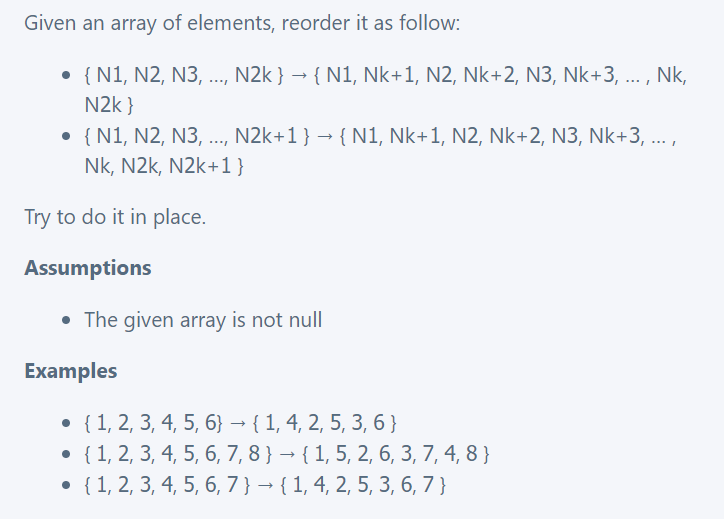 Given an array of elements, reorder it as follow:
• { N1, N2, N3, …, N2k } → { N1, Nk+1, N2, Nk+2, N3, Nk+3, … , Nk,
N2k }
• { N1, N2, N3, …, N2k+1 } → { N1, Nk+1, N2, Nk+2, N3, Nk+3, … ,
Nk, N2k, N2k+1 }
Try to do it in place.
Assumptions
• The given array is not null
Examples
• { 1, 2, 3, 4, 5, 6} → { 1, 4, 2, 5, 3, 6 }
• { 1, 2, 3, 4, 5, 6, 7, 8 } → { 1, 5, 2, 6, 3, 7, 4, 8 }
• { 1, 2, 3, 4, 5, 6, 7 } → { 1, 4, 2, 5, 3, 6, 7 }